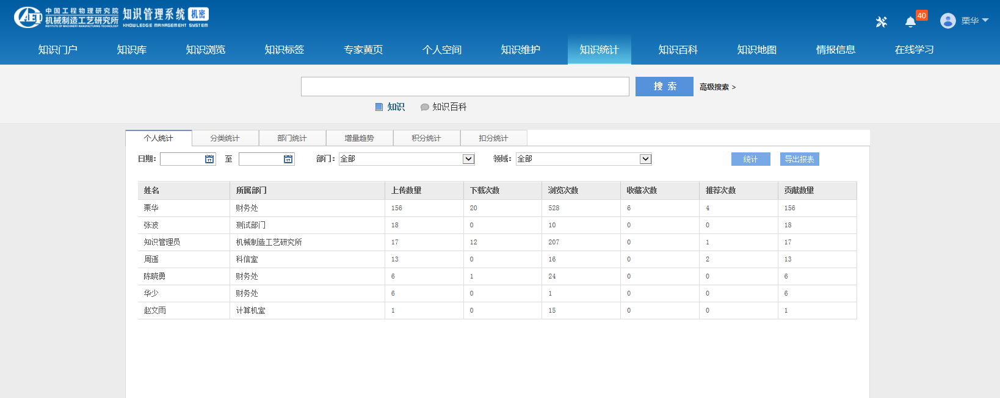 中国工程物理研究院
机械制造工艺研究所
INSTITUTE OF MACHINERY MANUFACTURING TECHNOLOGY
知识管理系统 机密
KNOWLEDGE MANAGEMENT SYSTEM
40
栗华
知识门户 知识库 知识浏览 知识标签 专家黄页 个人空间 知识维护 知识统计 知识百科 知识地图 情报信息 在线学习
搜 索 高级搜索 >
知识 知识百科
个人统计 分类统计 部门统计 增量趋势 积分统计 扣分统计
日期: 至 部门: 全部 领域: 全部 统计 导出报表
姓名 所属部门 上传数量 下载次数 浏览次数 收藏次数 推荐次数 贡献数量
栗华 财务处 156 20 528 6 4 156
张波 测试部门 18 0 10 0 0 18
知识管理员 机械制造工艺研究所 17 12 207 0 1 17
周遥 科信室 13 0 16 0 2 13
陈晓勇 财务处 6 1 24 0 0 6
华少 财务处 6 0 1 0 0 6
赵文雨 计算机室 1 0 15 0 0 1